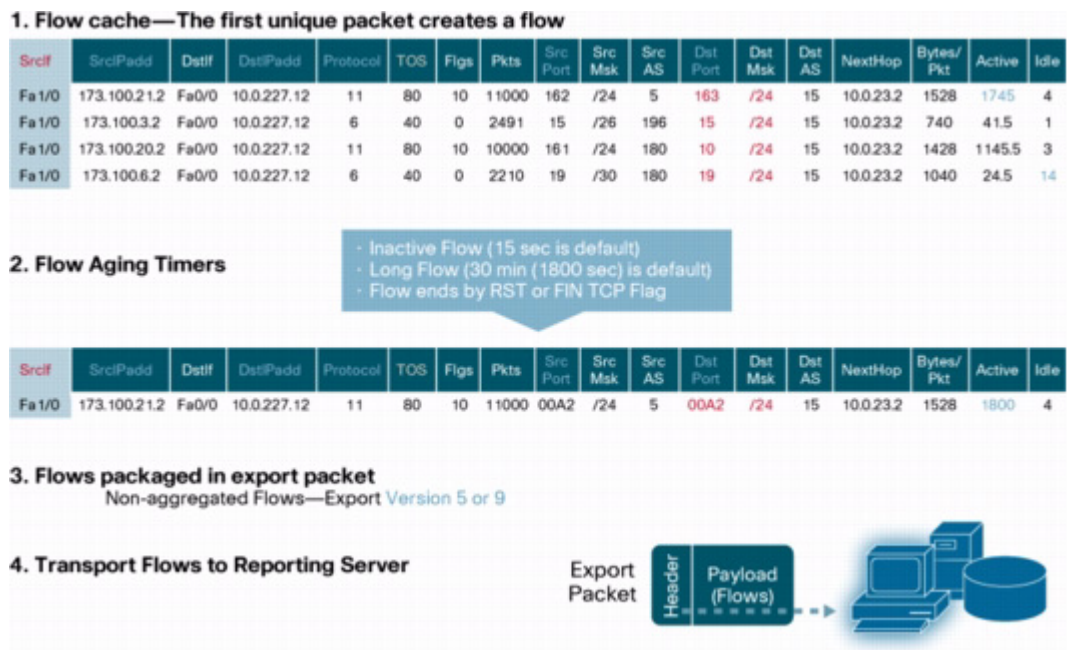 1. Flow cache—The first unique packet creates a flow
SrcIf SrcIPadd DstIf DstIPadd Protocol TOS Flgs Pkts Src Port Src Msk Src AS Dst Port Dst Msk Dst AS NextHop Bytes/Pkt Active Idle
Fa1/0 173.100.21.2 Fa0/0 10.0.227.12 11 80 10 11000 162 /24 5 163 /24 15 10.0.23.2 1528 1745 4
Fa1/0 173.100.3.2 Fa0/0 10.0.227.12 6 40 0 2491 15 /26 196 15 /24 15 10.0.23.2 740 41.5 1
Fa1/0 173.100.20.2 Fa0/0 10.0.227.12 11 80 10 10000 161 /24 180 10 /24 15 10.0.23.2 1428 1145.5 3
Fa1/0 173.100.6.2 Fa0/0 10.0.227.12 6 40 0 2210 19 /30 180 19 /24 15 10.0.23.2 1040 24.5 14
2. Flow Aging Timers
· Inactive Flow (15 sec is default)
· Long Flow (30 min (1800 sec) is default)
· Flow ends by RST or FIN TCP Flag
SrcIf SrcIPadd DstIf DstIPadd Protocol TOS Flgs Pkts Src Port Src Msk Src AS Dst Port Dst Msk Dst AS NextHop Bytes/Pkt Active Idle
Fa1/0 173.100.21.2 Fa0/0 10.0.227.12 11 80 10 11000 00A2 /24 5 00A2 /24 15 10.0.23.2 1528 1800 4
3. Flows packaged in export packet
Non-aggregated Flows—Export Version 5 or 9
4. Transport Flows to Reporting Server
Export
Packet
Header
Payload
(Flows)